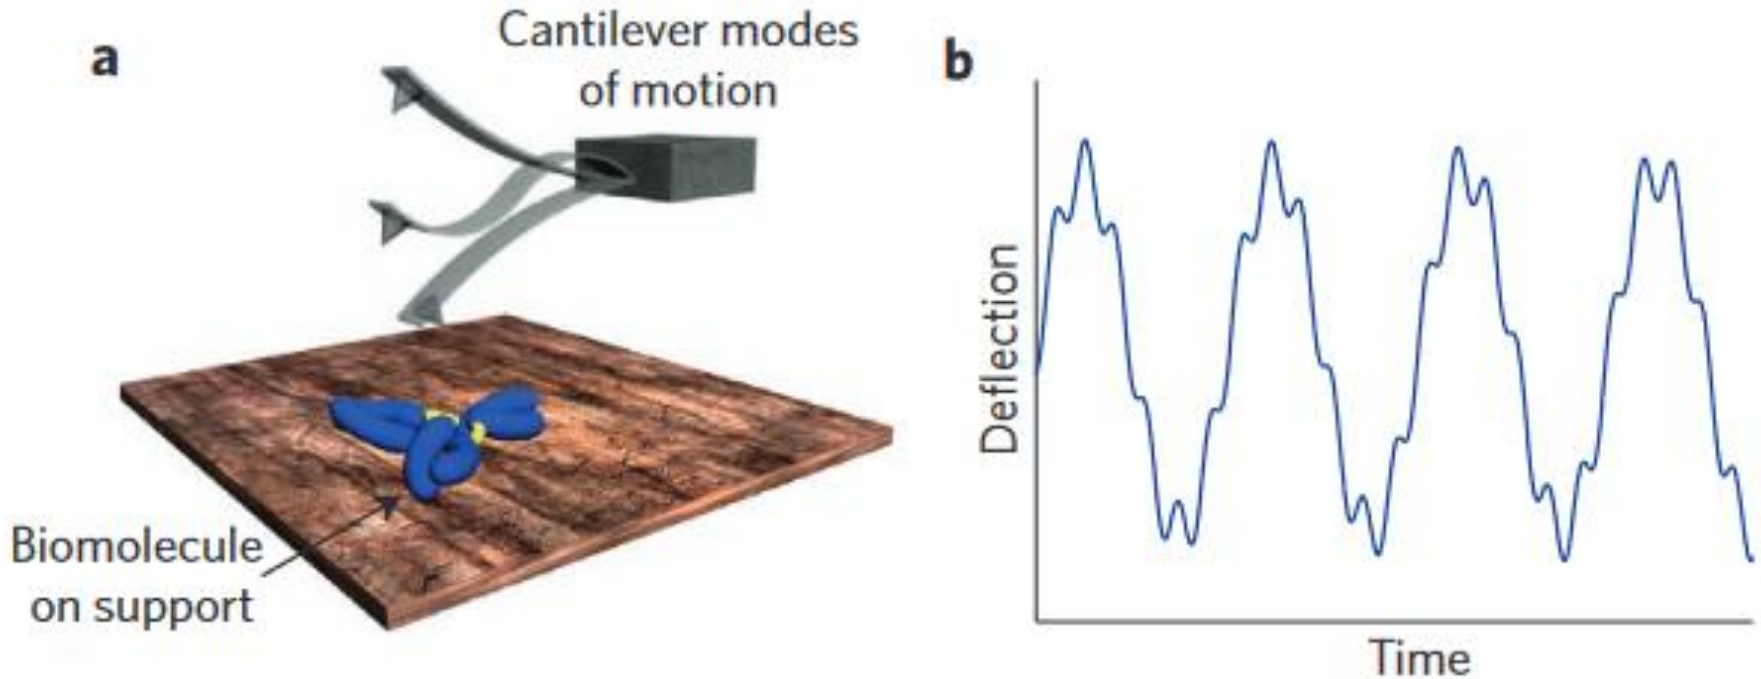 a
Cantilever modes
of motion
Biomolecule
on support
b
Deflection
Time